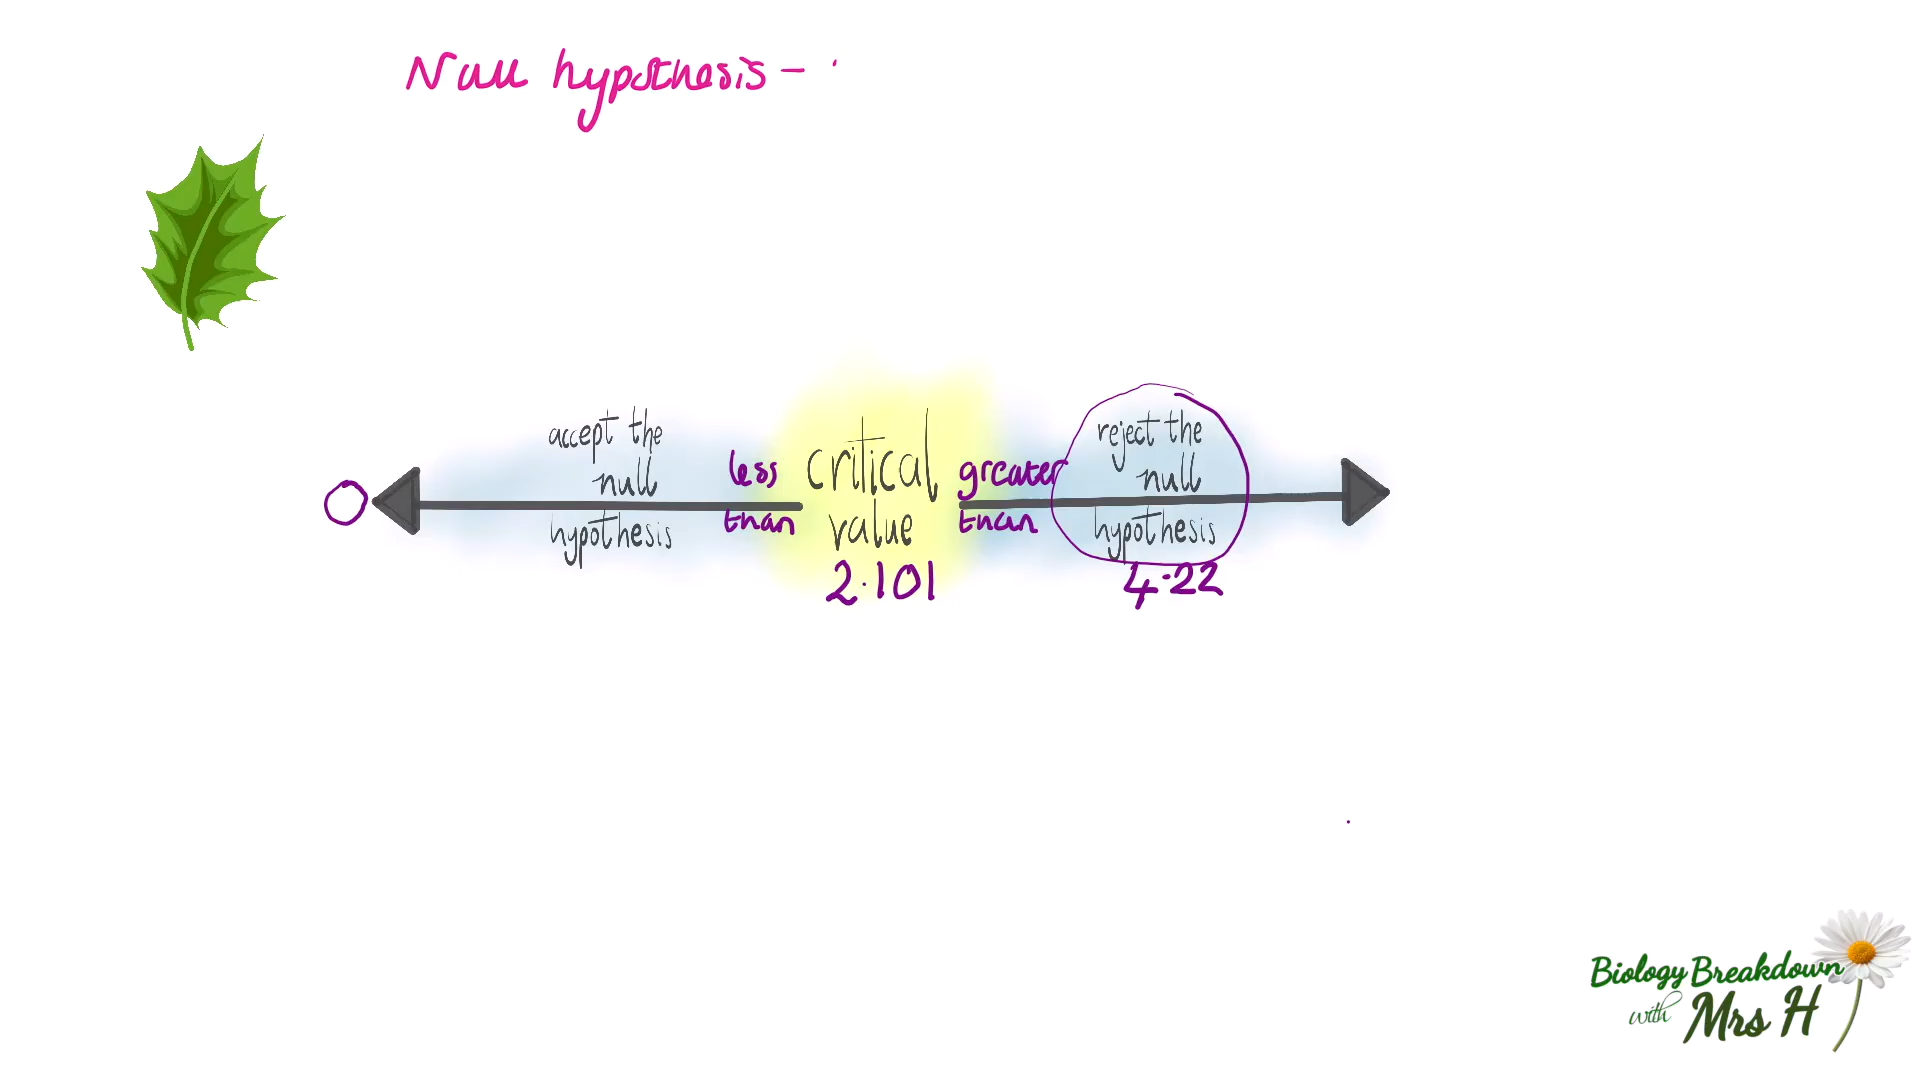 Null hypothesis -
accept the
null
hypothesis
less
than
critical
value
2.101
greater
than
reject the
null
hypothesis
4.22
Biology Breakdown
with Mrs H